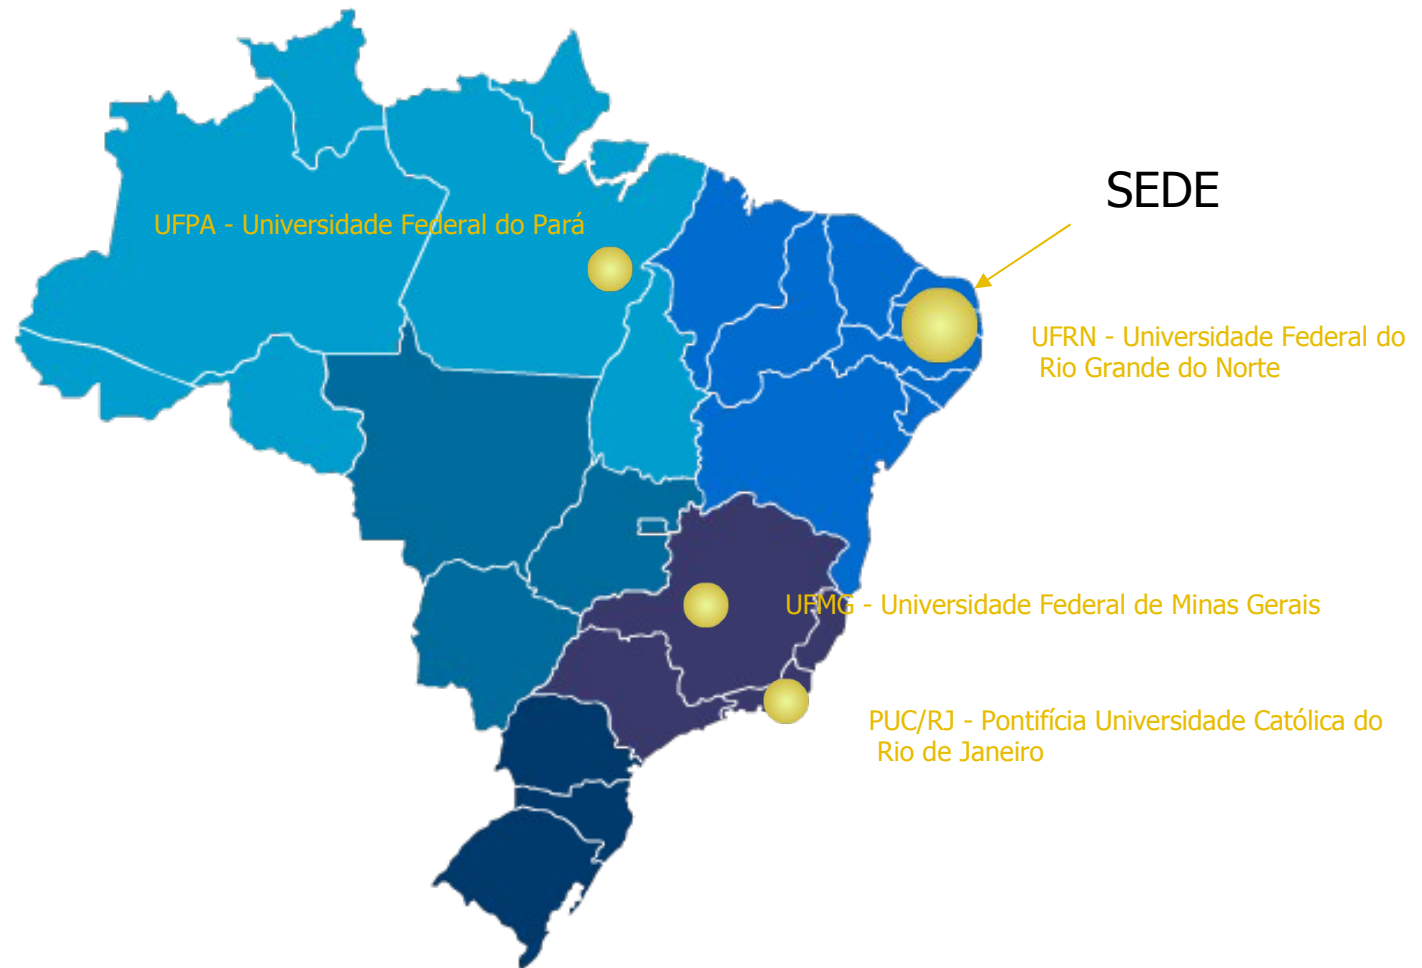 SEDE
UFPA - Universidade Federal do Pará
UFRN - Universidade Federal do
Rio Grande do Norte
UFMG - Universidade Federal de Minas Gerais
PUC/RJ - Pontifícia Universidade Católica do
Rio de Janeiro